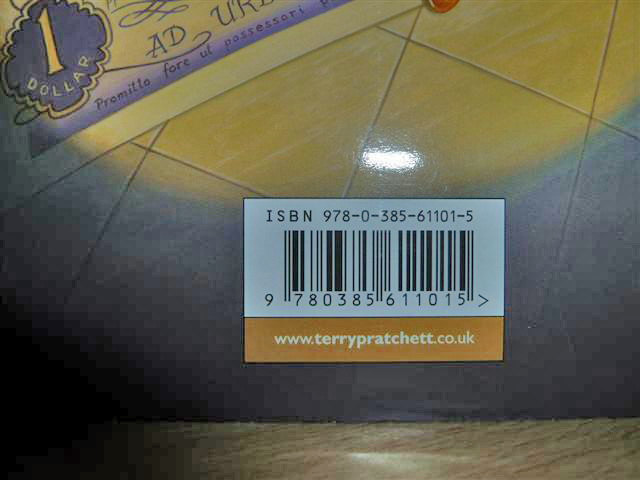 1
DOLLAR
AD
Promitto fore ut possessori
ISBN 978-0-385-61101-5
9 780385 611015 >
www.terrypratchett.co.uk